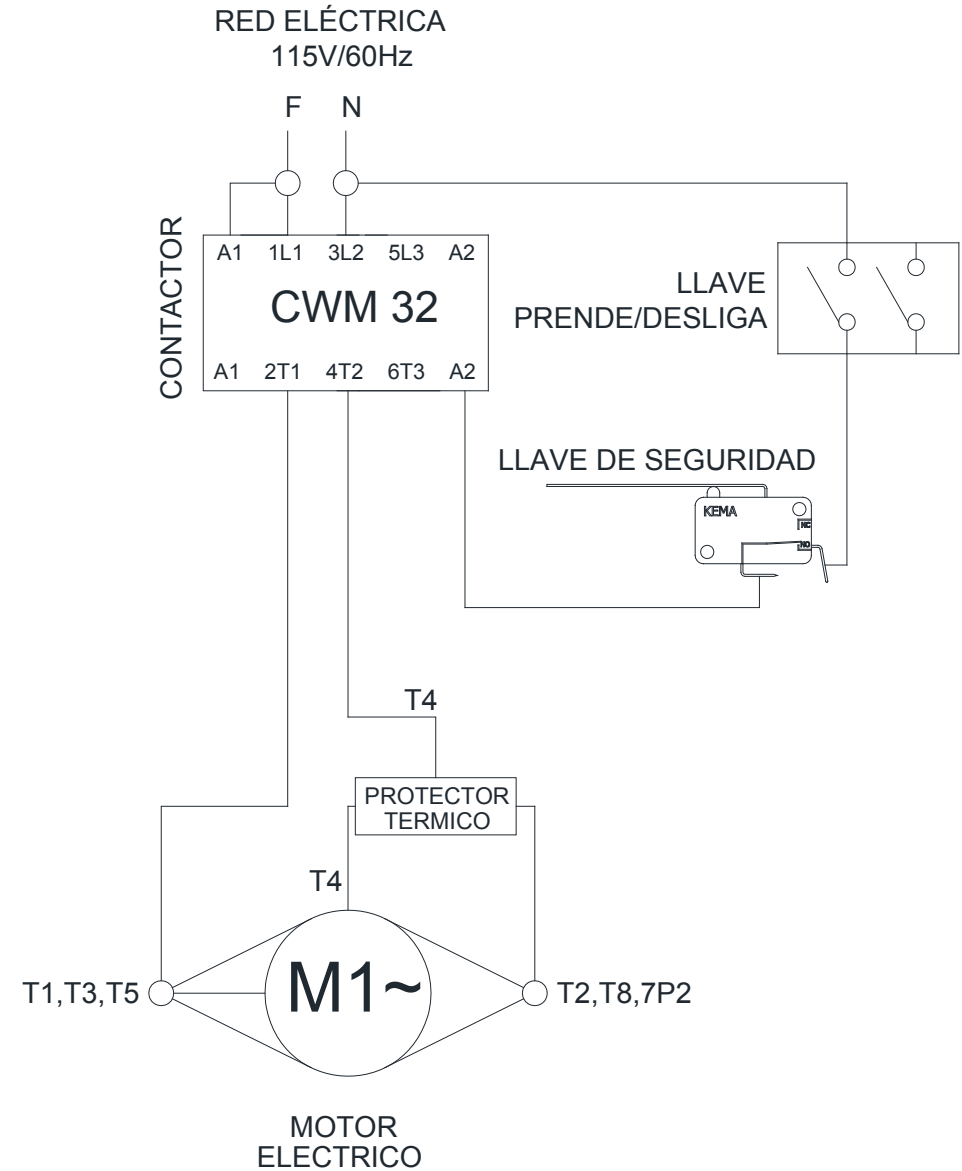 RED ELÉCTRICA
115V/60Hz
F N
CONTACTOR
A1 1L1 3L2 5L3 A2
CWM 32
A1 2T1 4T2 6T3 A2
LLAVE
PRENDE/DESLIGA
LLAVE DE SEGURIDAD
KEMA
NC
NO
T4
PROTECTOR
TERMICO
T4
M1~
T1,T3,T5
T2,T8,7P2
MOTOR
ELECTRICO